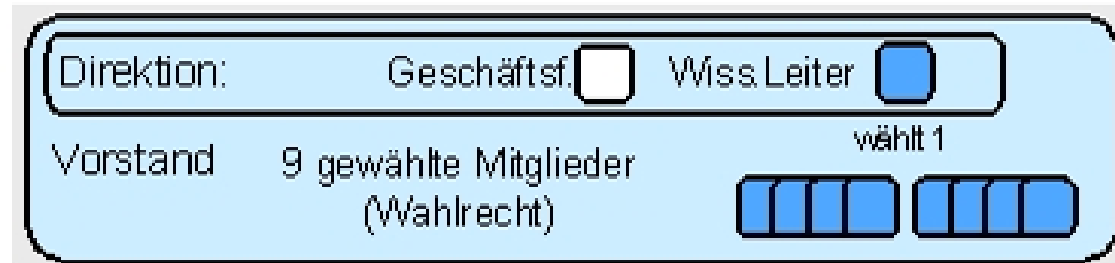 Direktion: Geschäftsf. Wiss.Leiter
wählt 1
Vorstand 9 gewählte Mitglieder
(Wahlrecht)